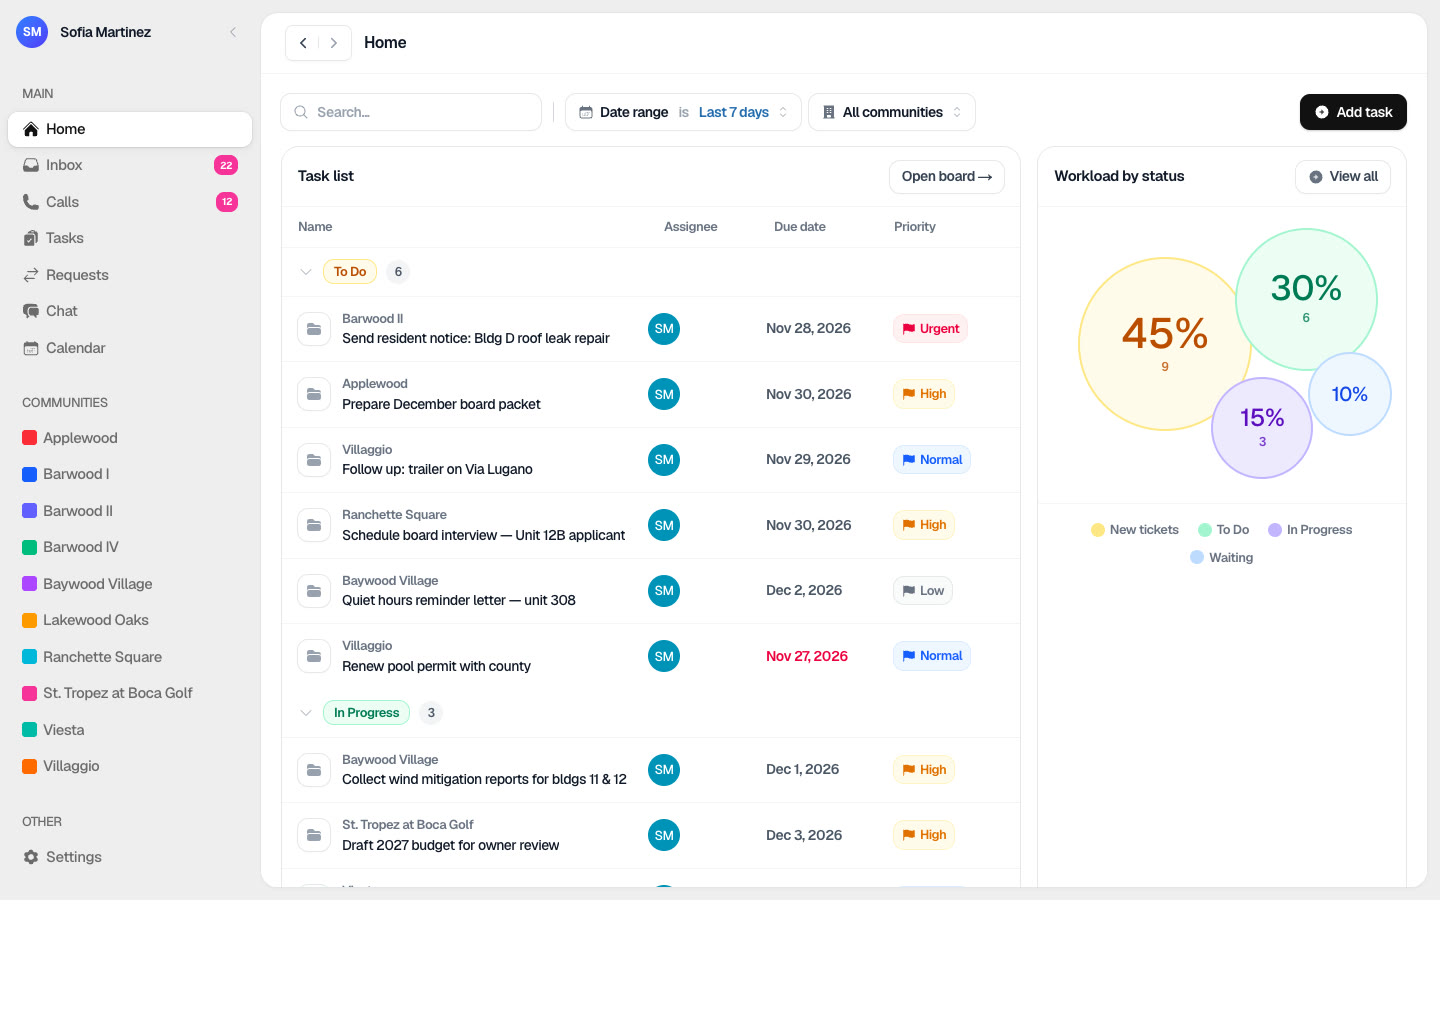 SM
Sofia Martinez
MAIN
Home
Inbox
22
Calls
12
Tasks
Requests
Chat
Calendar
COMMUNITIES
Applewood
Barwood I
Barwood II
Barwood IV
Baywood Village
Lakewood Oaks
Ranchette Square
St. Tropez at Boca Golf
Viesta
Villaggio
OTHER
Settings
Home
Search...
Date range is Last 7 days
All communities
Add task
Task list
Open board →
Name Assignee Due date Priority
To Do 6
Barwood II
Send resident notice: Bldg D roof leak repair
SM
Nov 28, 2026
Urgent
Applewood
Prepare December board packet
SM
Nov 30, 2026
High
Villaggio
Follow up: trailer on Via Lugano
SM
Nov 29, 2026
Normal
Ranchette Square
Schedule board interview — Unit 12B applicant
SM
Nov 30, 2026
High
Baywood Village
Quiet hours reminder letter — unit 308
SM
Dec 2, 2026
Low
Villaggio
Renew pool permit with county
SM
Nov 27, 2026
Normal
In Progress 3
Baywood Village
Collect wind mitigation reports for bldgs 11 & 12
SM
Dec 1, 2026
High
St. Tropez at Boca Golf
Draft 2027 budget for owner review
SM
Dec 3, 2026
High
Workload by status
View all
45%
9
30%
6
15%
3
10%
New tickets
To Do
In Progress
Waiting